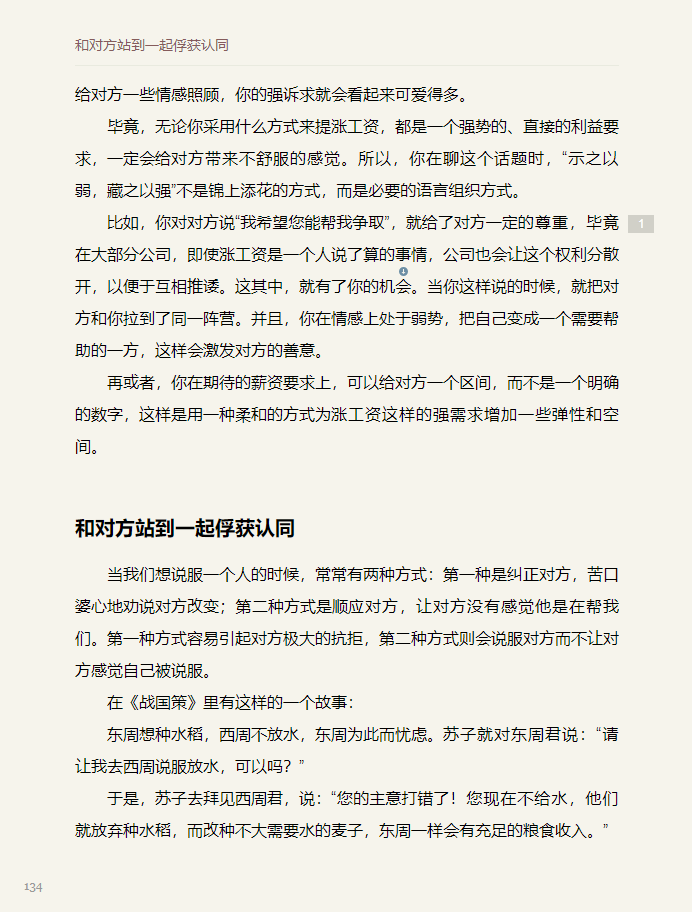 和对方站到一起俘获认同
给对方一些情感照顾，你的强诉求就会看起来可爱得多。
毕竟，无论你采用什么方式来提涨工资，都是一个强势的、直接的利益要
求，一定会给对方带来不舒服的感觉。所以，你在聊这个话题时，“示之以
弱，藏之以强”不是锦上添花的方式，而是必要的语言组织方式。
比如，你对对方说“我希望您能帮我争取”，就给了对方一定的尊重，毕竟
1
在大部分公司，即使涨工资是一个人说了算的事情，公司也会让这个权利分散
开，以便于互相推诿。这其中，就有了你的机会。当你这样说的时候，就把对
方和你拉到了同一阵营。并且，你在情感上处于弱势，把自己变成一个需要帮
助的一方，这样会激发对方的善意。
再或者，你在期待的薪资要求上，可以给对方一个区间，而不是一个明确
的数字，这样是用一种柔和的方式为涨工资这样的强需求增加一些弹性和空
间。
和对方站到一起俘获认同
当我们想说服一个人的时候，常常有两种方式：第一种是纠正对方，苦口
婆心地劝说对方改变；第二种方式是顺应对方，让对方没有感觉他是在帮我
们。第一种方式容易引起对方极大的抗拒，第二种方式则会说服对方而不让对
方感觉自己被说服。
在《战国策》里有这样的一个故事：
东周想种水稻，西周不放水，东周为此而忧虑。苏子就对东周君说：“请
让我去西周说服放水，可以吗？”
于是，苏子去拜见西周君，说：“您的主意打错了！您现在不给水，他们
就放弃种水稻，而改种不大需要水的麦子，东周一样会有充足的粮食收入。”
134